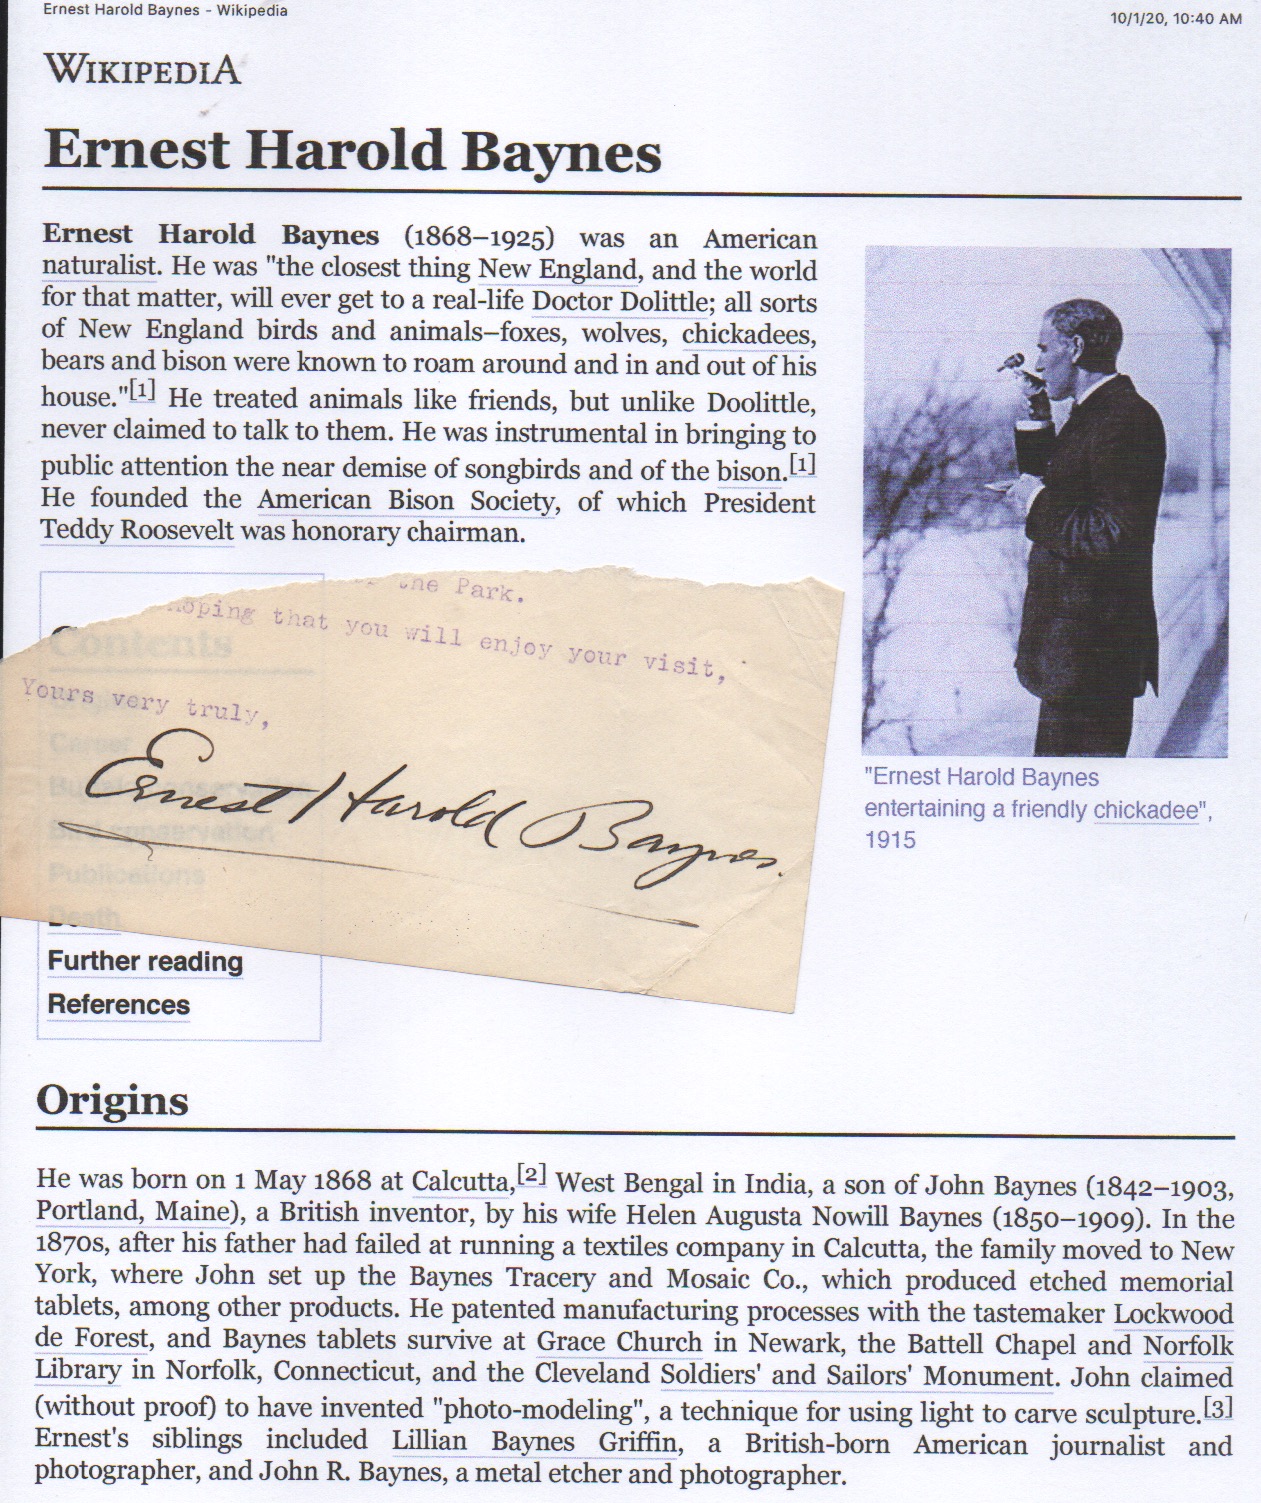 Ernest Harold Baynes - Wikipedia
10/1/20, 10:40 AM
WIKIPEDIA
Ernest Harold Baynes
Ernest Harold Baynes (1868–1925) was an American
naturalist. He was "the closest thing New England, and the world
for that matter, will ever get to a real-life Doctor Dolittle; all sorts
of New England birds and animals–foxes, wolves, chickadees,
bears and bison were known to roam around and in and out of his
house."[1] He treated animals like friends, but unlike Doolittle,
never claimed to talk to them. He was instrumental in bringing to
public attention the near demise of songbirds and of the bison.[1]
He founded the American Bison Society, of which President
Teddy Roosevelt was honorary chairman.
"Ernest Harold Baynes
entertaining a friendly chickadee",
1915
the Park.
hoping that you will enjoy your visit,
Yours very truly,
Ernest Harold Baynes.
Contents
Career
conservation
Bird conservation
Publications
Death
Further reading
References
Origins
He was born on 1 May 1868 at Calcutta,[2] West Bengal in India, a son of John Baynes (1842–1903,
Portland, Maine), a British inventor, by his wife Helen Augusta Nowill Baynes (1850–1909). In the
1870s, after his father had failed at running a textiles company in Calcutta, the family moved to New
York, where John set up the Baynes Tracery and Mosaic Co., which produced etched memorial
tablets, among other products. He patented manufacturing processes with the tastemaker Lockwood
de Forest, and Baynes tablets survive at Grace Church in Newark, the Battell Chapel and Norfolk
Library in Norfolk, Connecticut, and the Cleveland Soldiers' and Sailors' Monument. John claimed
(without proof) to have invented "photo-modeling", a technique for using light to carve sculpture.[3]
Ernest's siblings included Lillian Baynes Griffin, a British-born American journalist and
photographer, and John R. Baynes, a metal etcher and photographer.